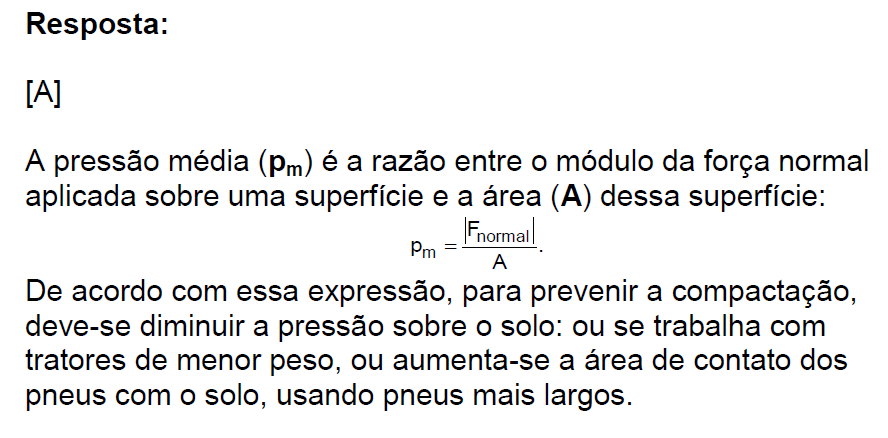 Resposta:
[A]
A pressão média (pₘ) é a razão entre o módulo da força normal
aplicada sobre uma superfície e a área (A) dessa superfície:
pₘ = |F_normal| / A.
De acordo com essa expressão, para prevenir a compactação,
deve-se diminuir a pressão sobre o solo: ou se trabalha com
tratores de menor peso, ou aumenta-se a área de contato dos
pneus com o solo, usando pneus mais largos.